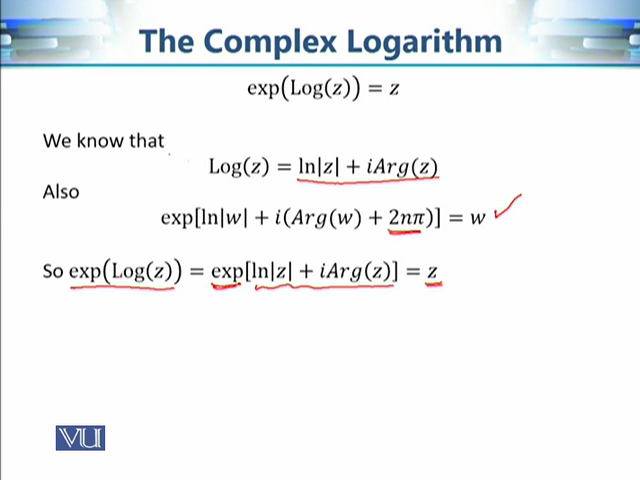 The Complex Logarithm
exp(Log(z)) = z
We know that
Log(z) = ln|z| + iArg(z)
Also
exp[ln|w| + i(Arg(w) + 2nπ)] = w
So exp(Log(z)) = exp[ln|z| + iArg(z)] = z
VU